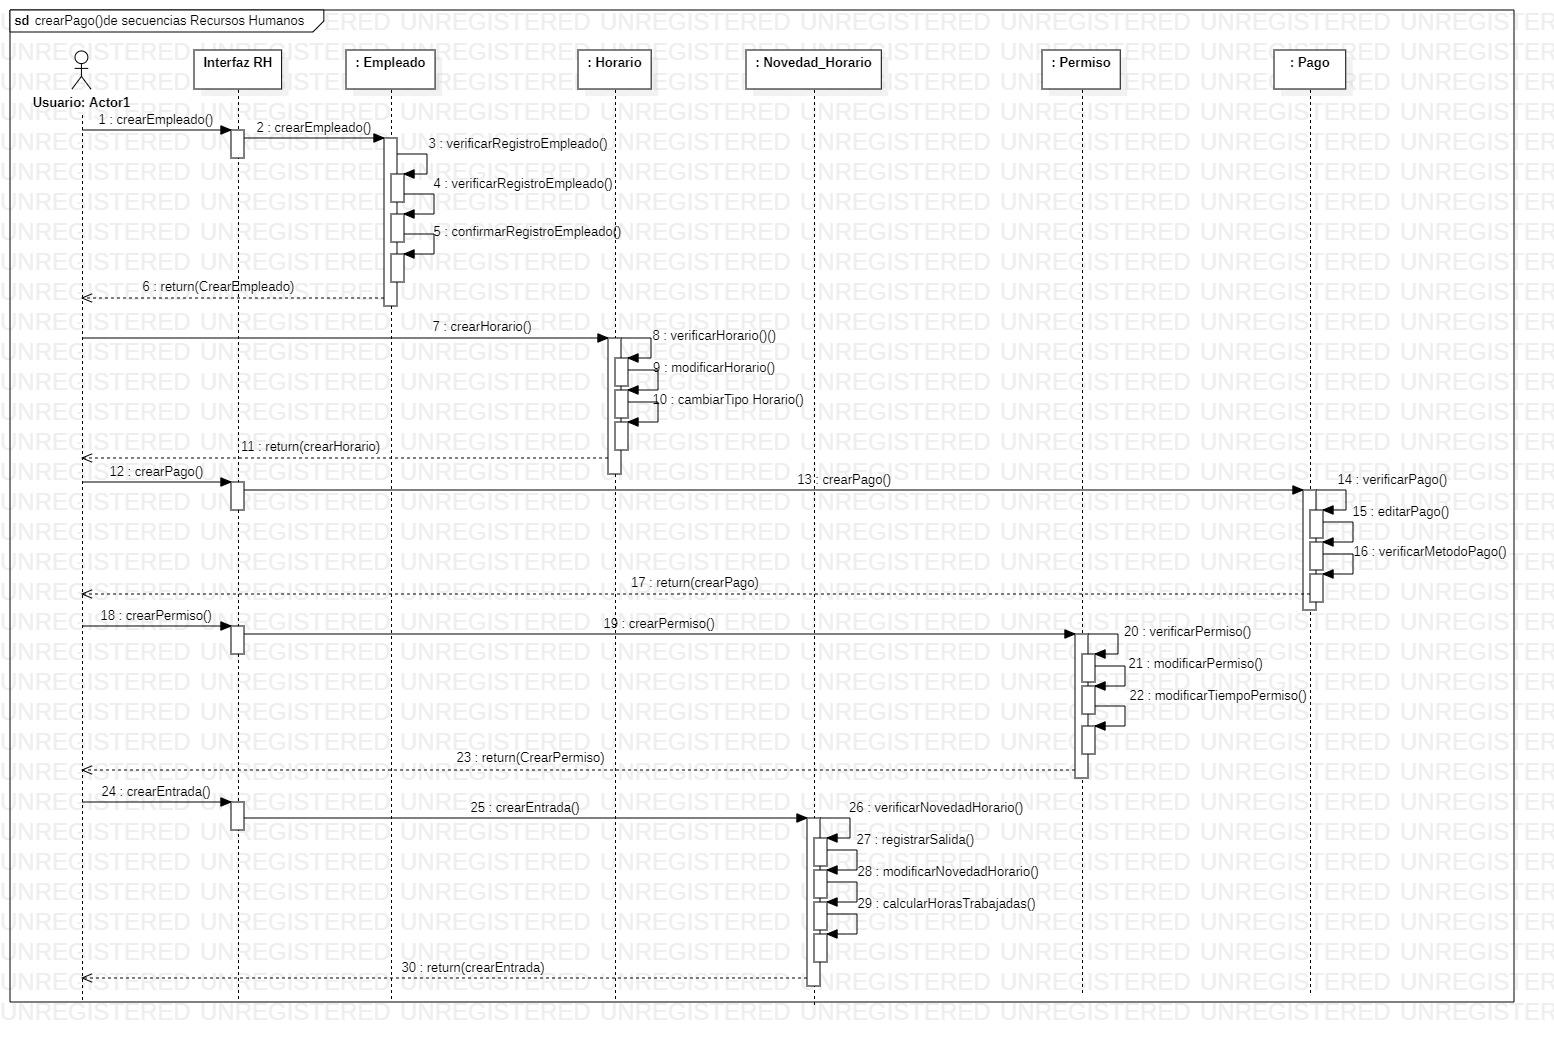 sd crearPago()de secuencias Recursos Humanos
Interfaz RH
: Empleado
: Horario
: Novedad_Horario
: Permiso
: Pago
Usuario: Actor1
1 : crearEmpleado()
2 : crearEmpleado()
3 : verificarRegistroEmpleado()
4 : verificarRegistroEmpleado()
5 : confirmarRegistroEmpleado()
6 : return(CrearEmpleado)
7 : crearHorario()
8 : verificarHorario()()
9 : modificarHorario()
10 : cambiarTipo Horario()
11 : return(crearHorario)
12 : crearPago()
13 : crearPago()
14 : verificarPago()
15 : editarPago()
16 : verificarMetodoPago()
17 : return(crearPago)
18 : crearPermiso()
19 : crearPermiso()
20 : verificarPermiso()
21 : modificarPermiso()
22 : modificarTiempoPermiso()
23 : return(CrearPermiso)
24 : crearEntrada()
25 : crearEntrada()
26 : verificarNovedadHorario()
27 : registrarSalida()
28 : modificarNovedadHorario()
29 : calcularHorasTrabajadas()
30 : return(crearEntrada)
UNREGISTERED